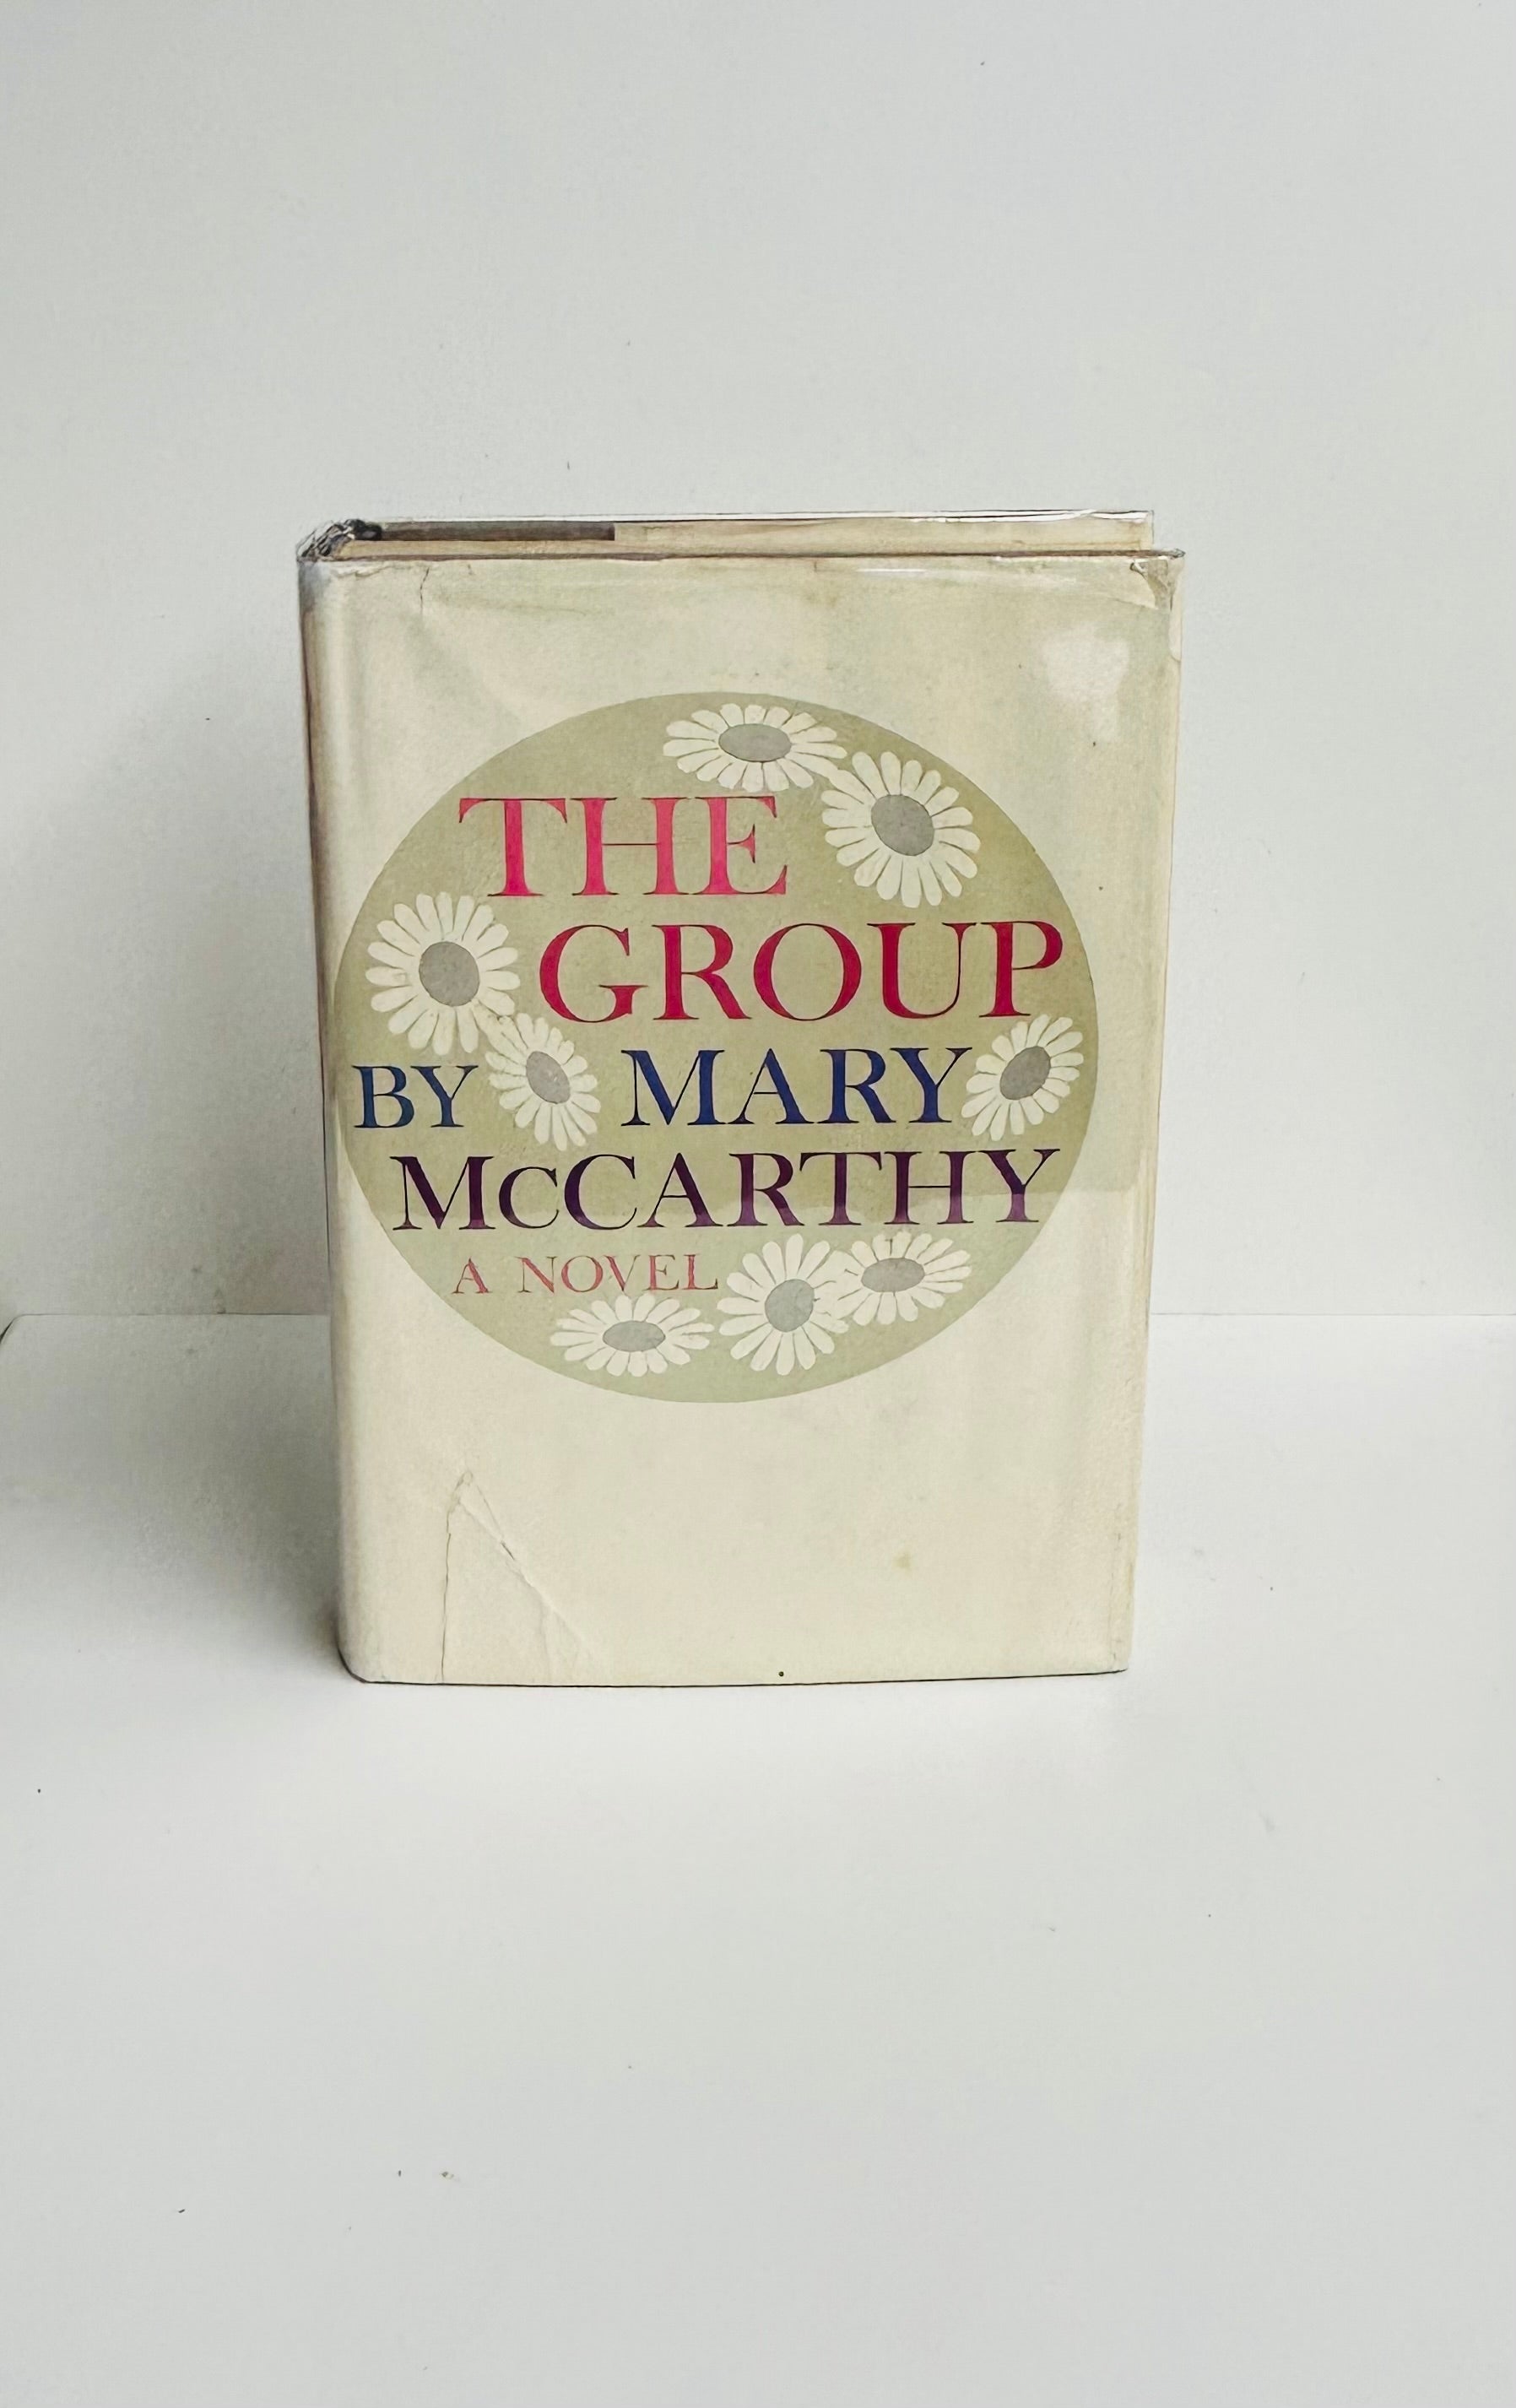 THE
GROUP
BY MARY
McCARTHY
A NOVEL